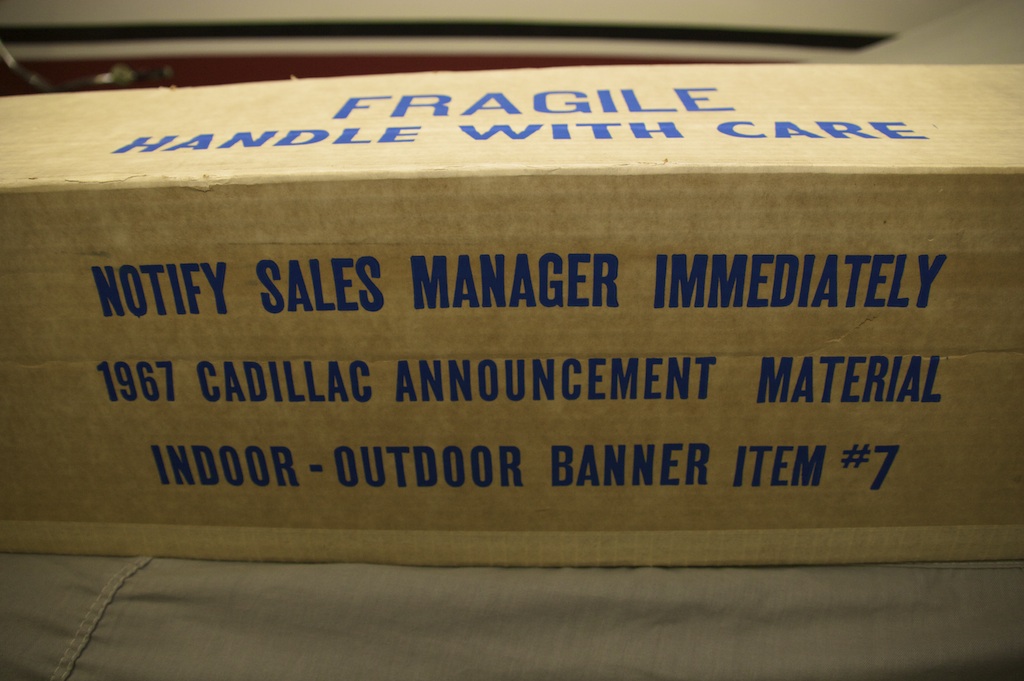 FRAGILE
HANDLE WITH CARE
NOTIFY SALES MANAGER IMMEDIATELY
1967 CADILLAC ANNOUNCEMENT MATERIAL
INDOOR - OUTDOOR BANNER ITEM #7